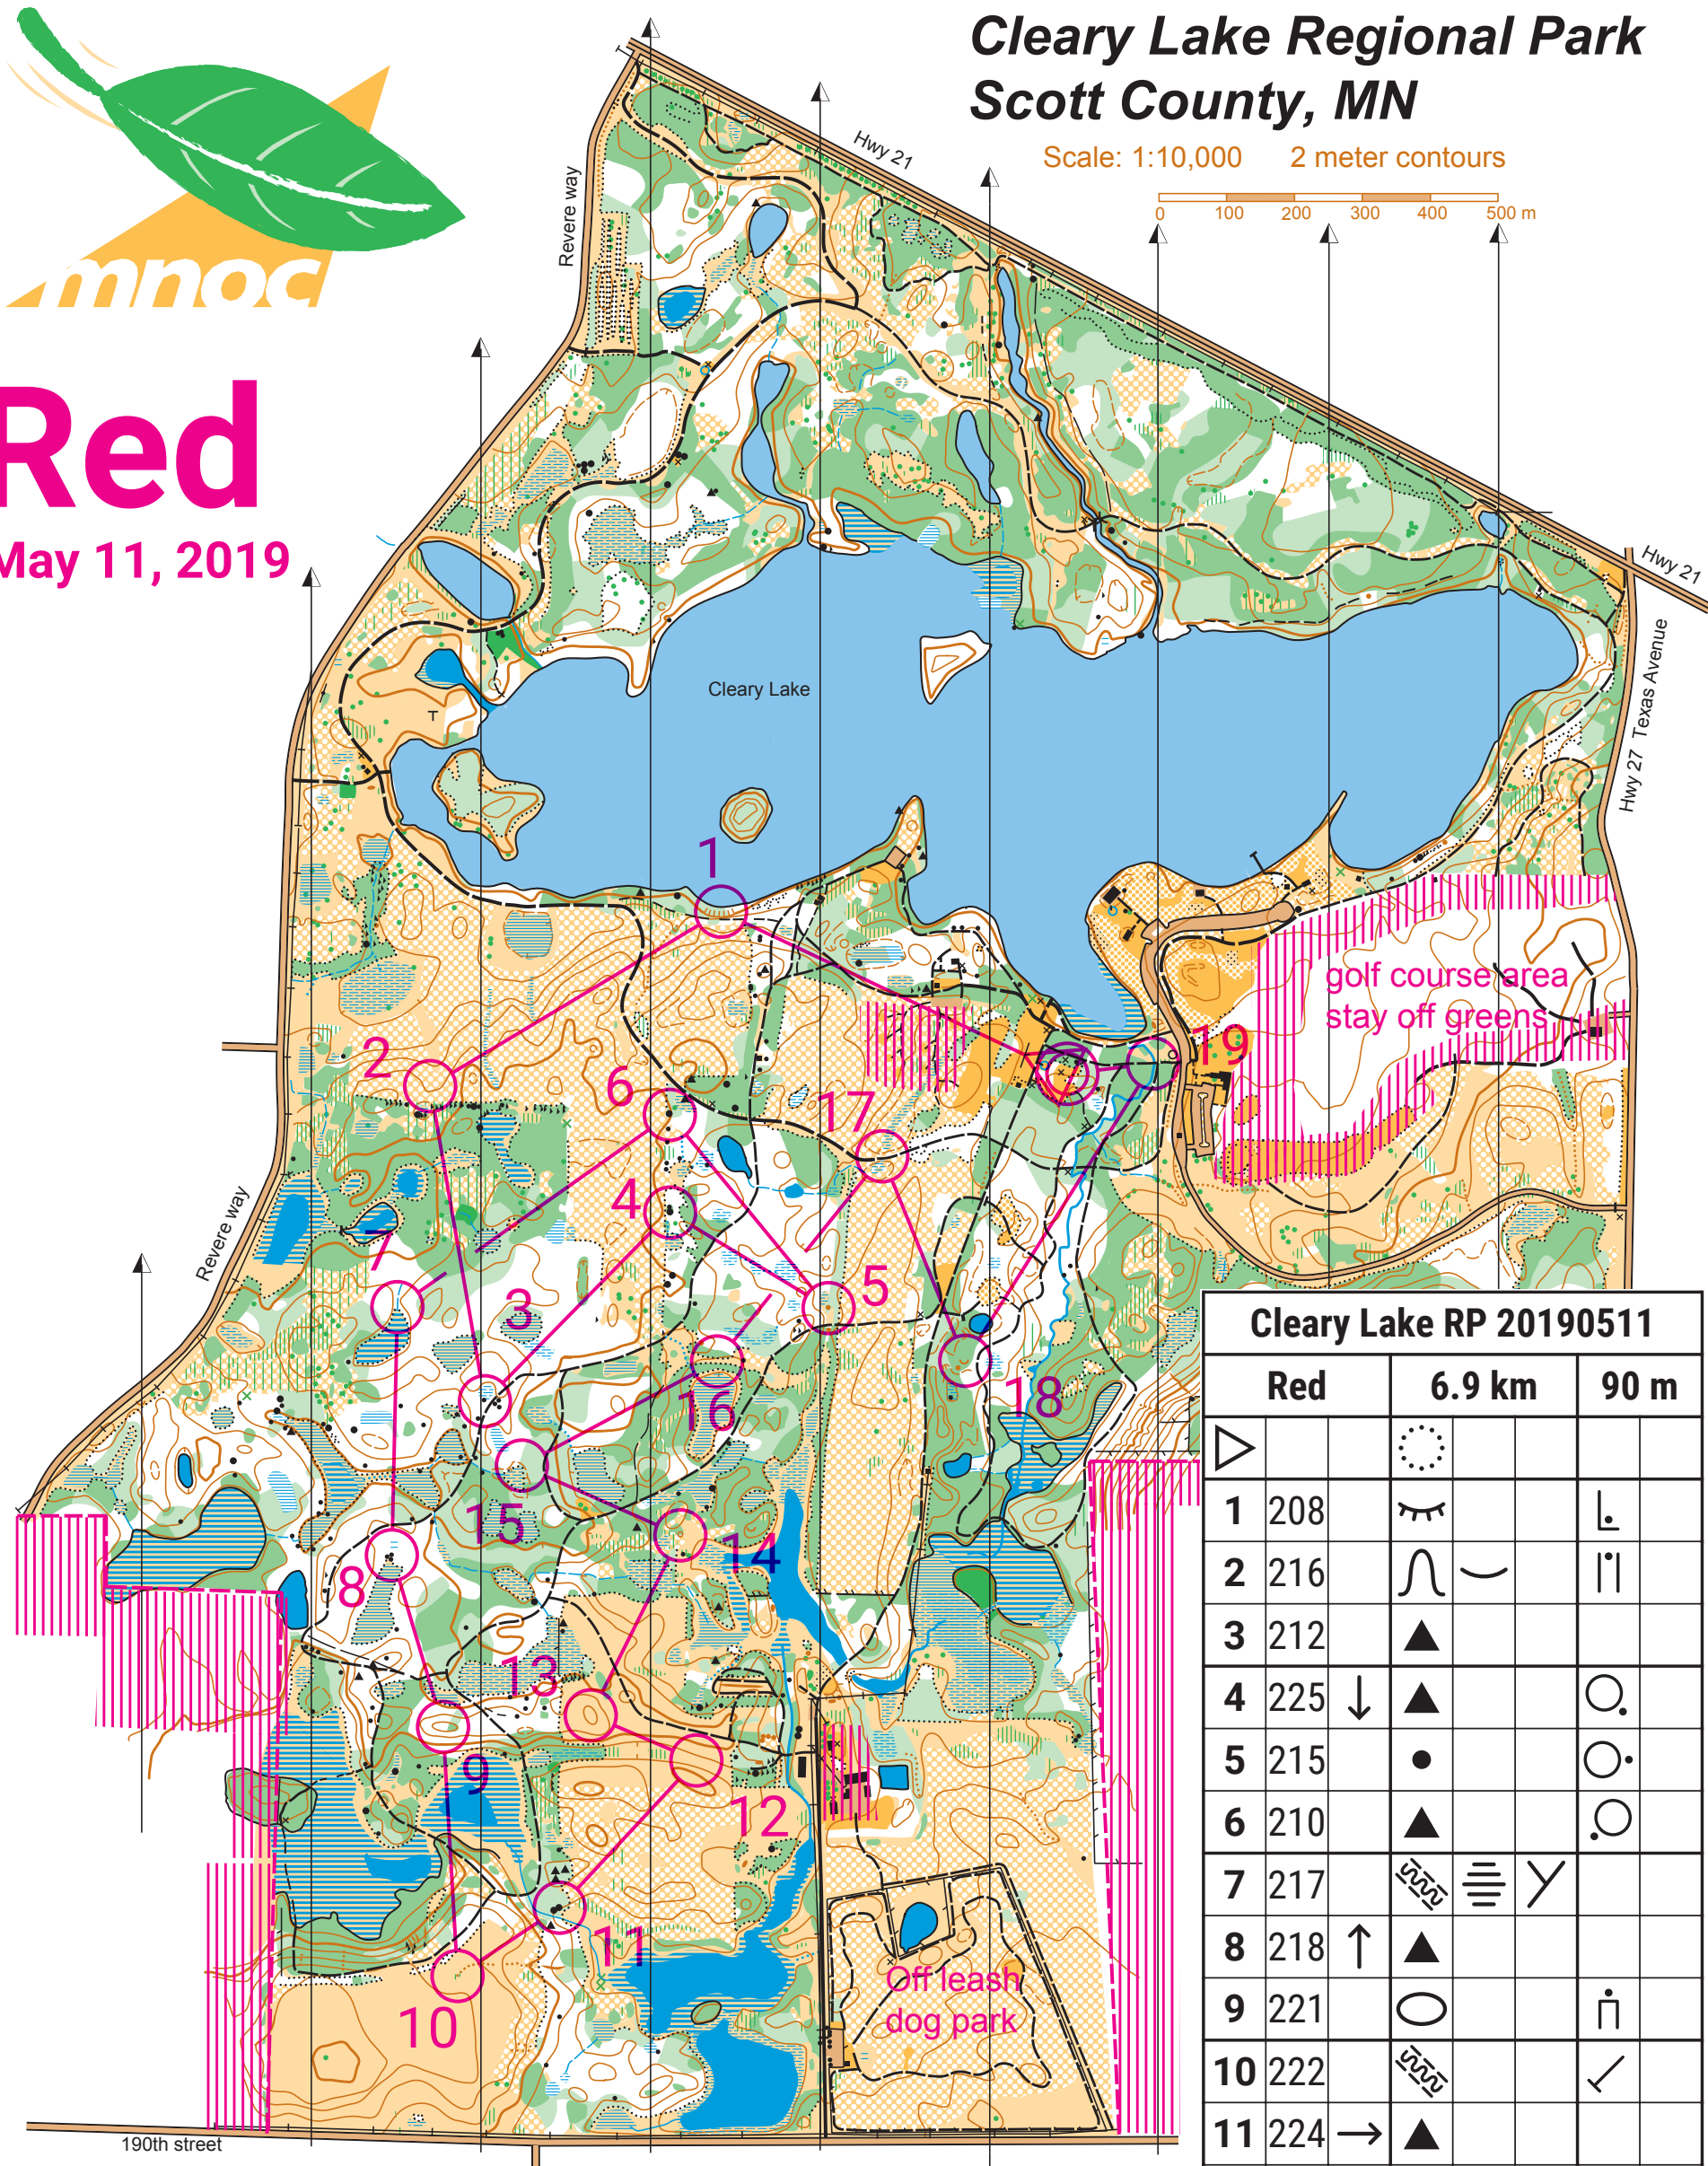 Cleary Lake Regional Park
Scott County, MN
Scale: 1:10,000 2 meter contours
0 100 200 300 400 500 m
mnoc
Red
May 11, 2019
Hwy 21
Revere way
Hwy 21
Hwy 27 Texas Avenue
Cleary Lake
1
golf course area
stay off greens
2
19
6
17
4
Revere way
7
5
3
18
16
15
14
8
13
9
12
11
Off leash
dog park
10
190th street
Cleary Lake RP 20190511
Red 6.9 km 90 m
1 208
2 216
3 212
4 225
5 215
6 210
7 217
8 218
9 221
10 222
11 224